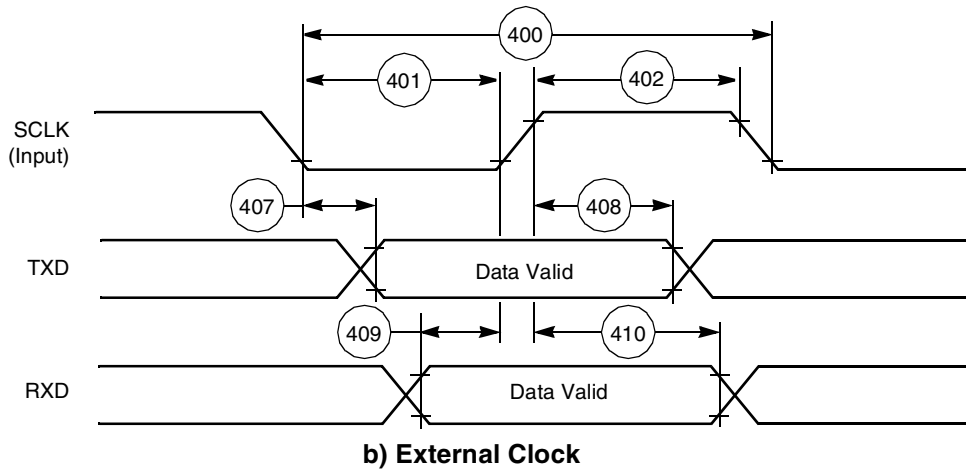 400
401
402
SCLK
(Input)
407
408
TXD
Data Valid
409
410
RXD
Data Valid
b) External Clock